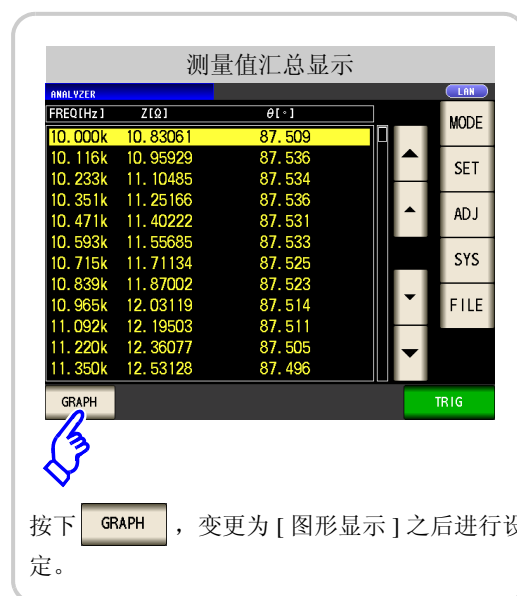 测量值汇总显示
ANALYZER LAN
FREQ[Hz] Z[Ω] θ[°]
10.000k 10.83061 87.509
10.116k 10.95929 87.536
10.233k 11.10485 87.534
10.351k 11.25166 87.536
10.471k 11.40222 87.531
10.593k 11.55685 87.533
10.715k 11.71134 87.525
10.839k 11.87002 87.523
10.965k 12.03119 87.514
11.092k 12.19503 87.511
11.220k 12.36077 87.505
11.350k 12.53128 87.496
MODE
SET
ADJ
SYS
FILE
GRAPH TRIG
按下 GRAPH ，变更为 [ 图形显示 ] 之后进行设
定。